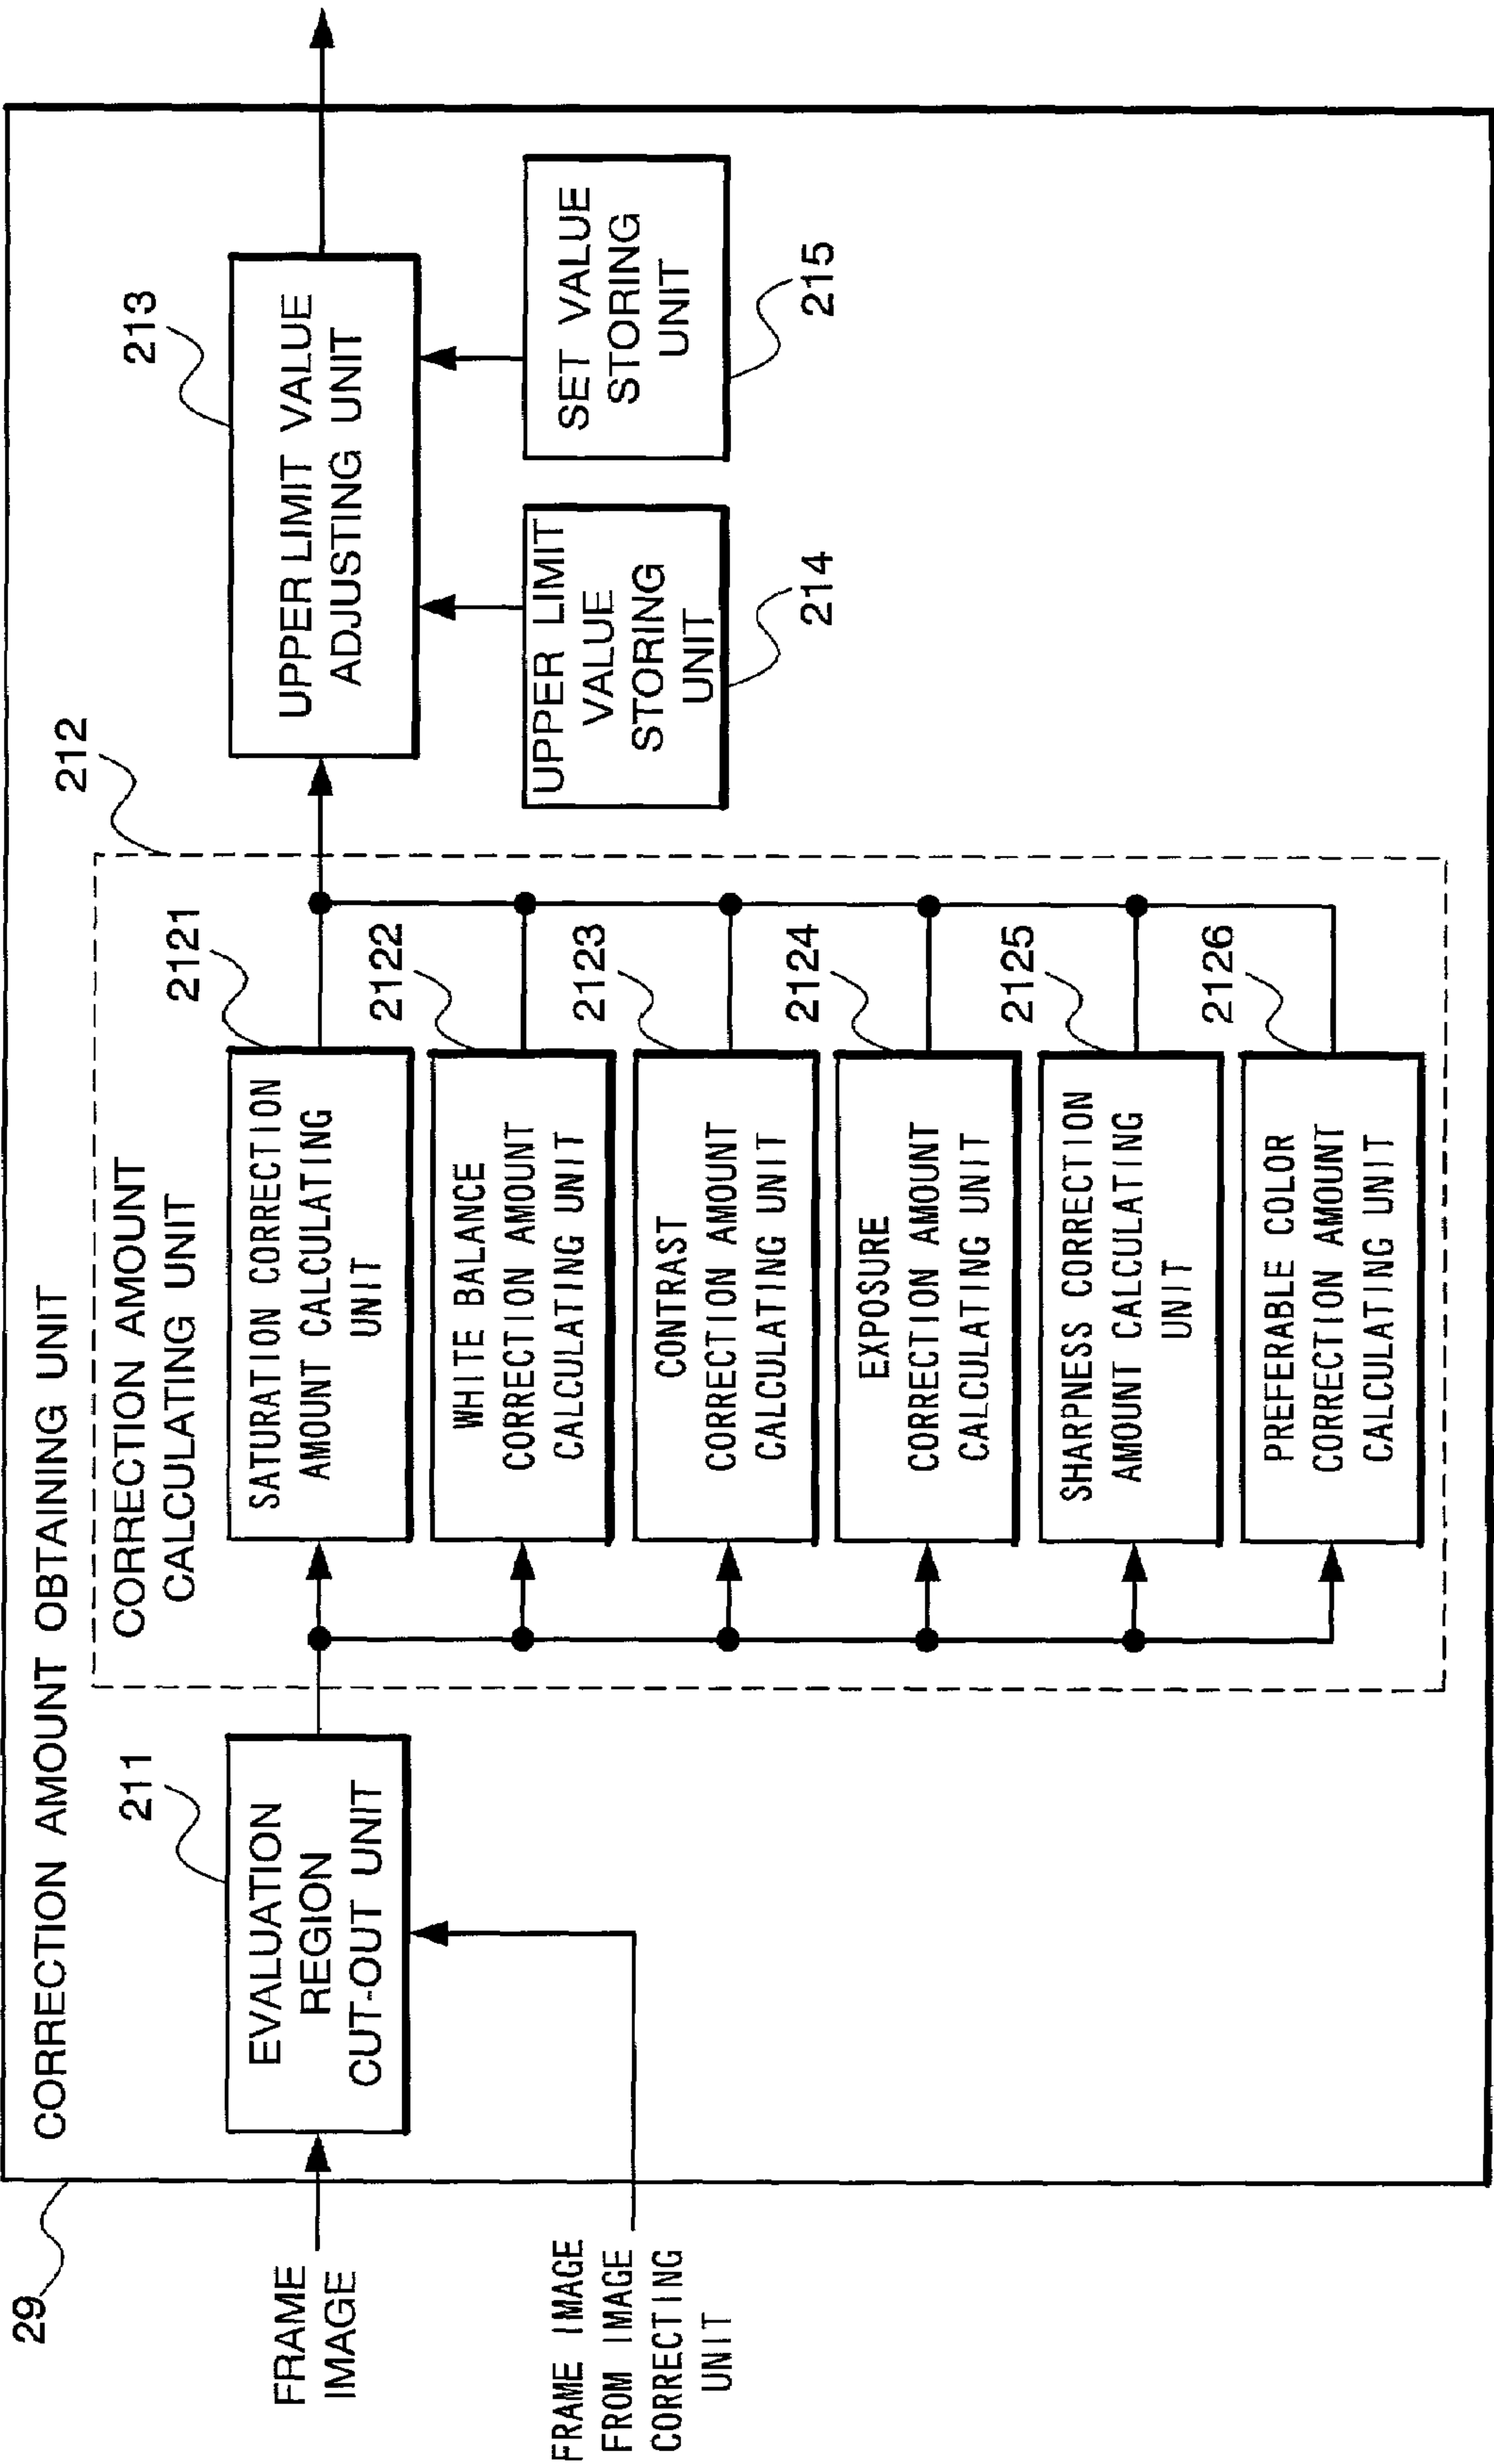 29
CORRECTION AMOUNT OBTAINING UNIT
FRAME
IMAGE
FRAME IMAGE
FROM IMAGE
CORRECTING
UNIT
211
EVALUATION
REGION
CUT-OUT UNIT
212
CORRECTION AMOUNT
CALCULATING UNIT
2121
SATURATION CORRECTION
AMOUNT CALCULATING
UNIT
2122
WHITE BALANCE
CORRECTION AMOUNT
CALCULATING UNIT
2123
CONTRAST
CORRECTION AMOUNT
CALCULATING UNIT
2124
EXPOSURE
CORRECTION AMOUNT
CALCULATING UNIT
2125
SHARPNESS CORRECTION
AMOUNT CALCULATING
UNIT
2126
PREFERABLE COLOR
CORRECTION AMOUNT
CALCULATING UNIT
213
UPPER LIMIT VALUE
ADJUSTING UNIT
UPPER LIMIT
VALUE
STORING
UNIT
214
SET VALUE
STORING
UNIT
215